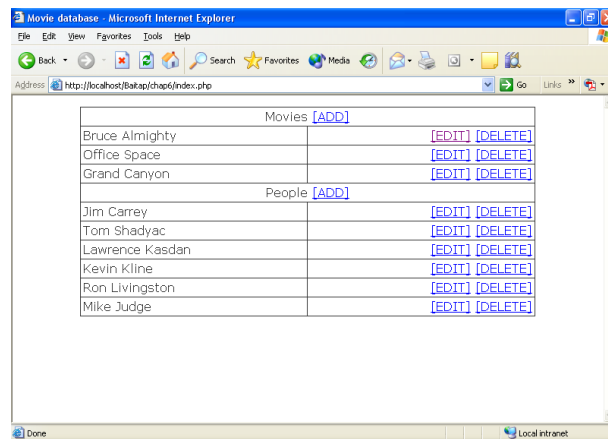 Movie database - Microsoft Internet Explorer
File Edit View Favorites Tools Help
Back Search Favorites Media
Address http://localhost/Baitap/chap6/index.php Go Links »
Movies [ADD]
Bruce Almighty [EDIT] [DELETE]
Office Space [EDIT] [DELETE]
Grand Canyon [EDIT] [DELETE]
People [ADD]
Jim Carrey [EDIT] [DELETE]
Tom Shadyac [EDIT] [DELETE]
Lawrence Kasdan [EDIT] [DELETE]
Kevin Kline [EDIT] [DELETE]
Ron Livingston [EDIT] [DELETE]
Mike Judge [EDIT] [DELETE]
Done Local intranet